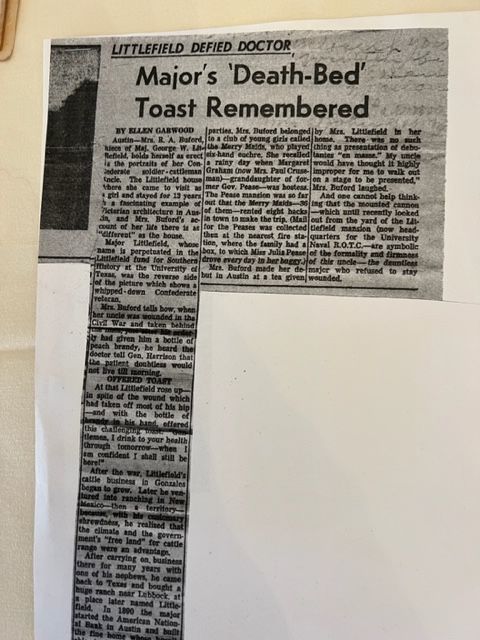 LITTLEFIELD DEFIED DOCTOR
Major's 'Death-Bed'
Toast Remembered
BY ELLEN GARWOOD
Austin—Mrs. R. A. Buford,
niece of Maj. George W. Lit-
tlefield, holds herself as erect
as the portraits of her Con-
federate soldier-cattleman
uncle. The Littlefield house
where she came to visit as
a girl and stayed for 13 years
is a fascinating example of
Victorian architecture in Aus-
tin, and Mrs. Buford's ac-
count of her life there is as
"different" as the house.
Major Littlefield, whose
name is perpetuated in the
Littlefield fund for Southern
History at the University of
Texas, was the reverse side
of the picture which shows a
whipped-down Confederate
veteran.
Mrs. Buford tells how, when
her uncle was wounded in the
Civil War and taken behind
ly had given him a bottle of
peach brandy, he heard the
doctor tell Gen. Harrison that
the patient doubtless would
not live till morning.
OFFERED TOAST
At that Littlefield rose up—
in spite of the wound which
had taken off most of his hip
—and with the bottle of
brandy in his hand, offered
this challenging toast: "Gen-
tlemen, I drink to your health
through tomorrow—when I
am confident I shall still be
here!"
After the war, Littlefield's
cattle business in Gonzales
began to grow. Later he ven-
tured into ranching in New
Mexico—then a territory—
because, with his customary
shrewdness, he realized that
the climate and the govern-
ment's "free land" for cattle
range were an advantage.
After carrying on business
there for many years with
one of his nephews, he came
back to Texas and bought a
huge ranch near Lubbock, at
a place later named Little-
field. In 1890 the major
started the American Nation-
al Bank in Austin and built
the fine home
parties, Mrs. Buford belonged
to a club of young girls called
the Merry Maids, who played
six-hand euchre. She recalled
a rainy day when Margaret
Graham (now Mrs. Paul Cruse-
man)—granddaughter of for-
mer Gov. Pease—was hostess.
The Pease mansion was so far
out that the Merry Maids—36
of them—rented eight hacks
in town to make the trip. (Mail
for the Peases was collected
then at the nearest fire sta-
tion, where the family had a
box, to which Miss Julia Pease
drove every day in her buggy.)
Mrs. Buford made her de-
but in Austin at a tea given
by Mrs. Littlefield in her
home. There was no such
thing as presentation of debu-
tantes "en masse." "My uncle
would have thought it highly
improper for me to walk out
on a stage to be presented,"
Mrs. Buford laughed.
And one cannot help think-
ing that the mounted cannon
—which until recently looked
out from the yard of the Lit-
tlefield mansion (now head-
quarters for the University
Naval R.O.T.C.—are symbolic
of the formality and firmness
of this uncle—the dauntless
major who refused to stay
wounded.